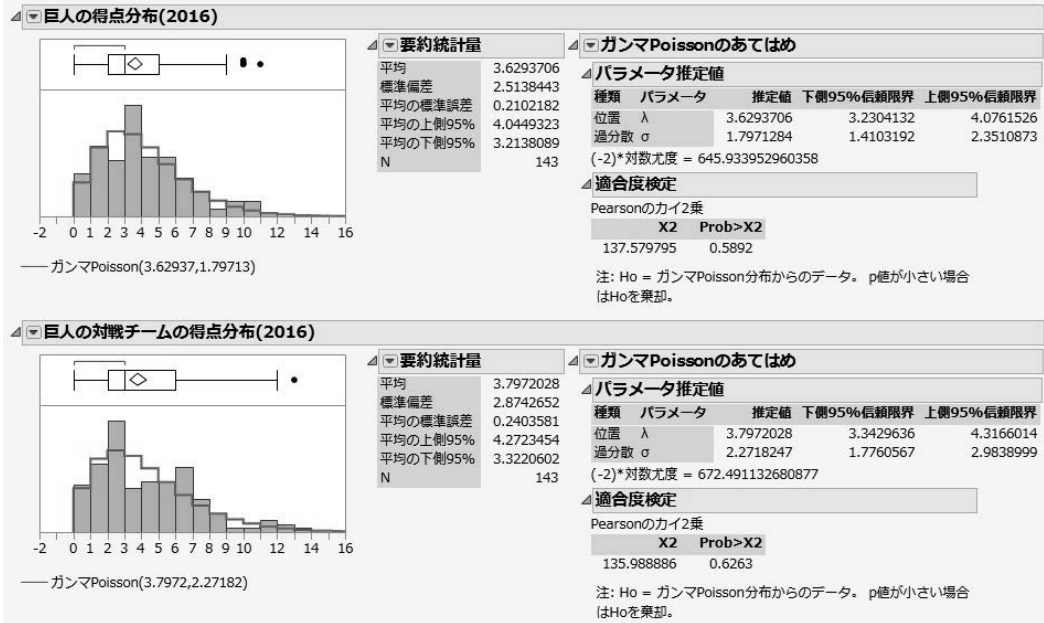 巨人の得点分布(2016)
-2 0 1 2 3 4 5 6 7 8 9 10 12 14 16
ガンマPoisson(3.62937,1.79713)
要約統計量
平均 3.6293706
標準偏差 2.5138443
平均の標準誤差 0.2102182
平均の上側95% 4.0449323
平均の下側95% 3.2138089
N 143
ガンマPoissonのあてはめ
パラメータ推定値
種類 パラメータ 推定値 下側95%信頼限界 上側95%信頼限界
位置 λ 3.6293706 3.2304132 4.0761526
過分散 σ 1.7971284 1.4103192 2.3510873
(-2)*対数尤度 = 645.933952960358
適合度検定
Pearsonのカイ2乗
X2 Prob>X2
137.579795 0.5892
注: Ho = ガンマPoisson分布からのデータ。 p値が小さい場合
はHoを棄却。
巨人の対戦チームの得点分布(2016)
-2 0 1 2 3 4 5 6 7 8 9 10 12 14 16
ガンマPoisson(3.7972,2.27182)
要約統計量
平均 3.7972028
標準偏差 2.8742652
平均の標準誤差 0.2403581
平均の上側95% 4.2723454
平均の下側95% 3.3220602
N 143
ガンマPoissonのあてはめ
パラメータ推定値
種類 パラメータ 推定値 下側95%信頼限界 上側95%信頼限界
位置 λ 3.7972028 3.3429636 4.3166014
過分散 σ 2.2718247 1.7760567 2.9838999
(-2)*対数尤度 = 672.491132680877
適合度検定
Pearsonのカイ2乗
X2 Prob>X2
135.988886 0.6263
注: Ho = ガンマPoisson分布からのデータ。 p値が小さい場合
はHoを棄却。